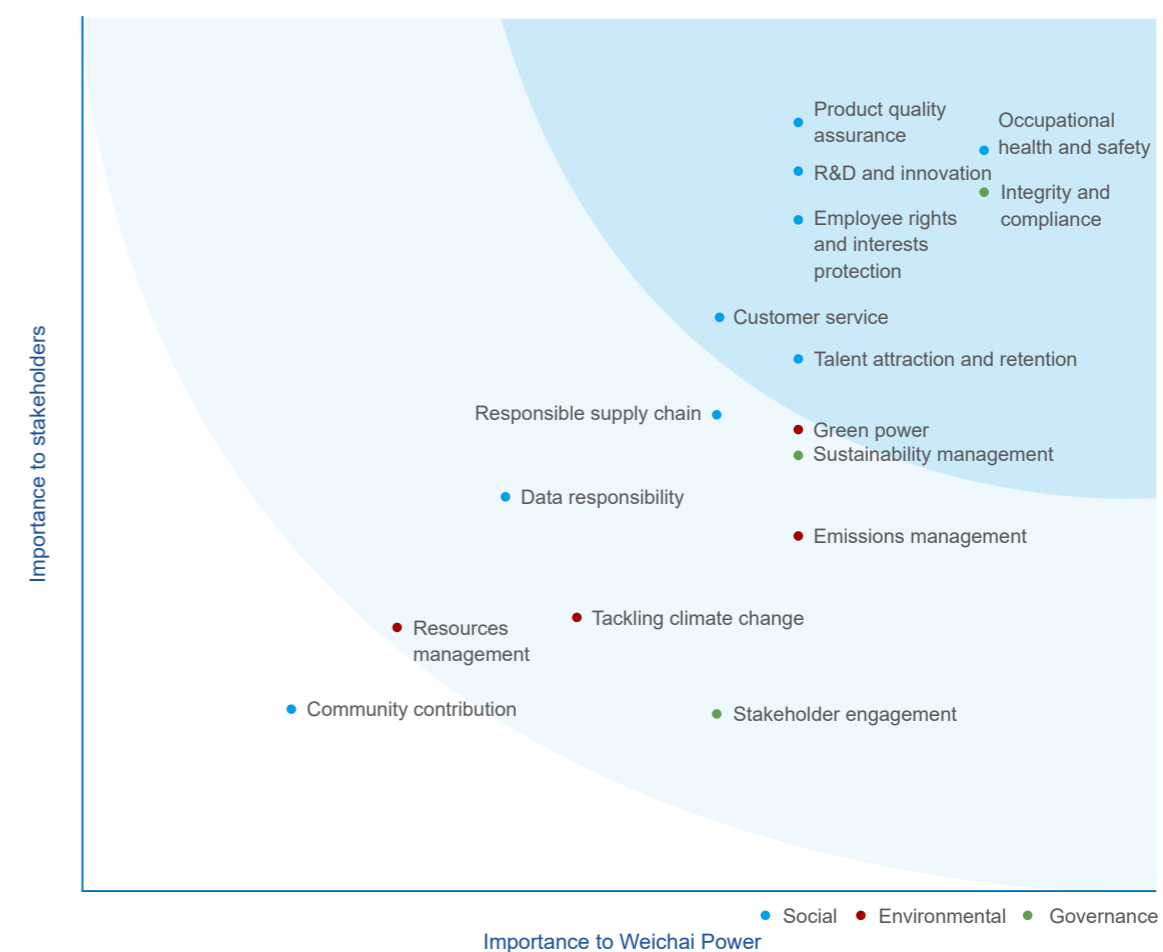 Product quality
assurance
Occupational
health and safety
R&D and innovation
Integrity and
compliance
Employee rights
and interests
protection
Customer service
Talent attraction and retention
Responsible supply chain
Green power
Sustainability management
Data responsibility
Emissions management
Tackling climate change
Resources
management
Community contribution
Stakeholder engagement
Importance to stakeholders
Social
Environmental
Governance
Importance to Weichai Power